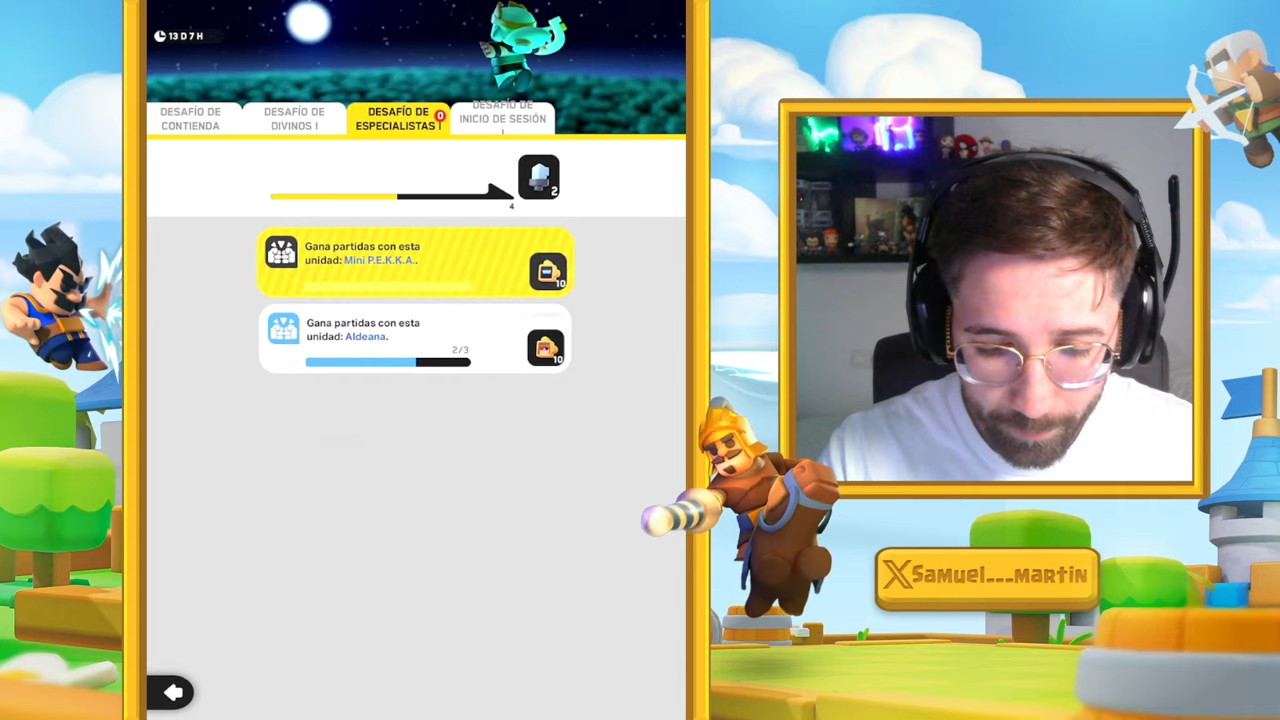 13 D 7 H
DESAFÍO DE
CONTIENDA
DESAFÍO DE
DIVINOS I
DESAFÍO DE
ESPECIALISTAS I
0
DESAFÍO DE
INICIO DE SESIÓN
I
2
4
Gana partidas con esta
unidad: Mini P.E.K.K.A..
10
Gana partidas con esta
unidad: Aldeana.
2/3
10
XSamuel___martin